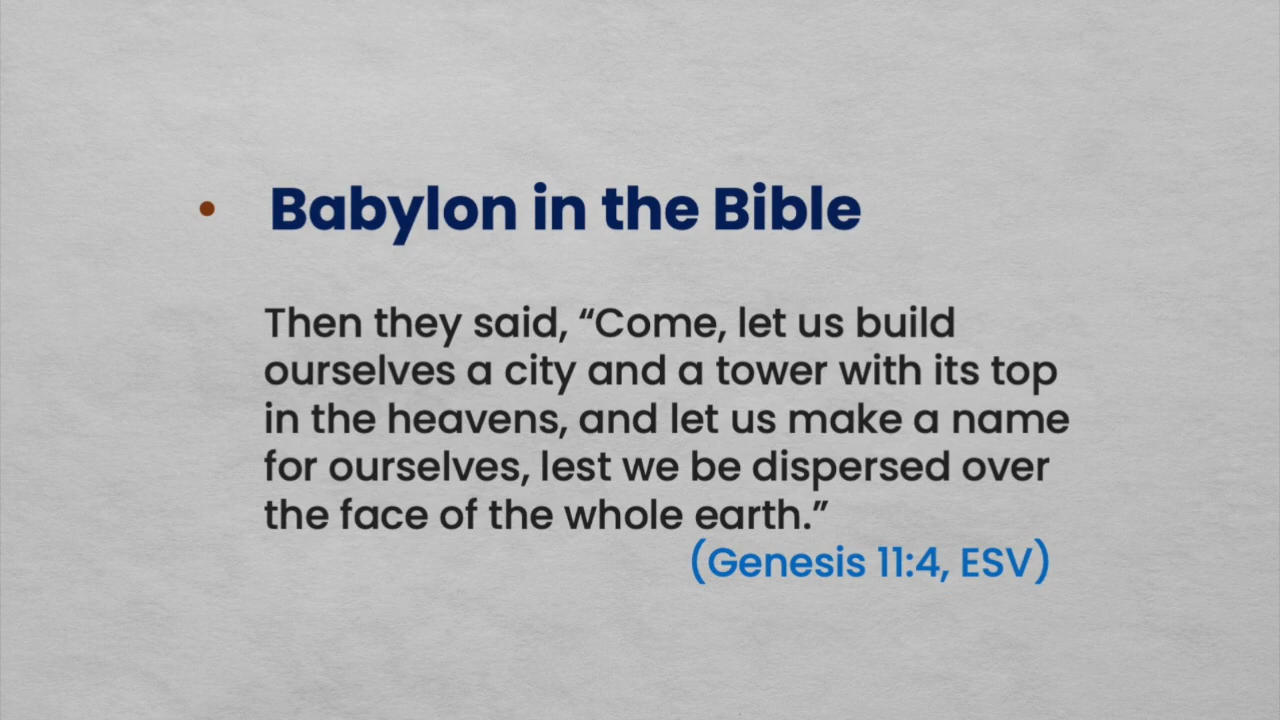 • Babylon in the Bible
Then they said, “Come, let us build
ourselves a city and a tower with its top
in the heavens, and let us make a name
for ourselves, lest we be dispersed over
the face of the whole earth.”
(Genesis 11:4, ESV)